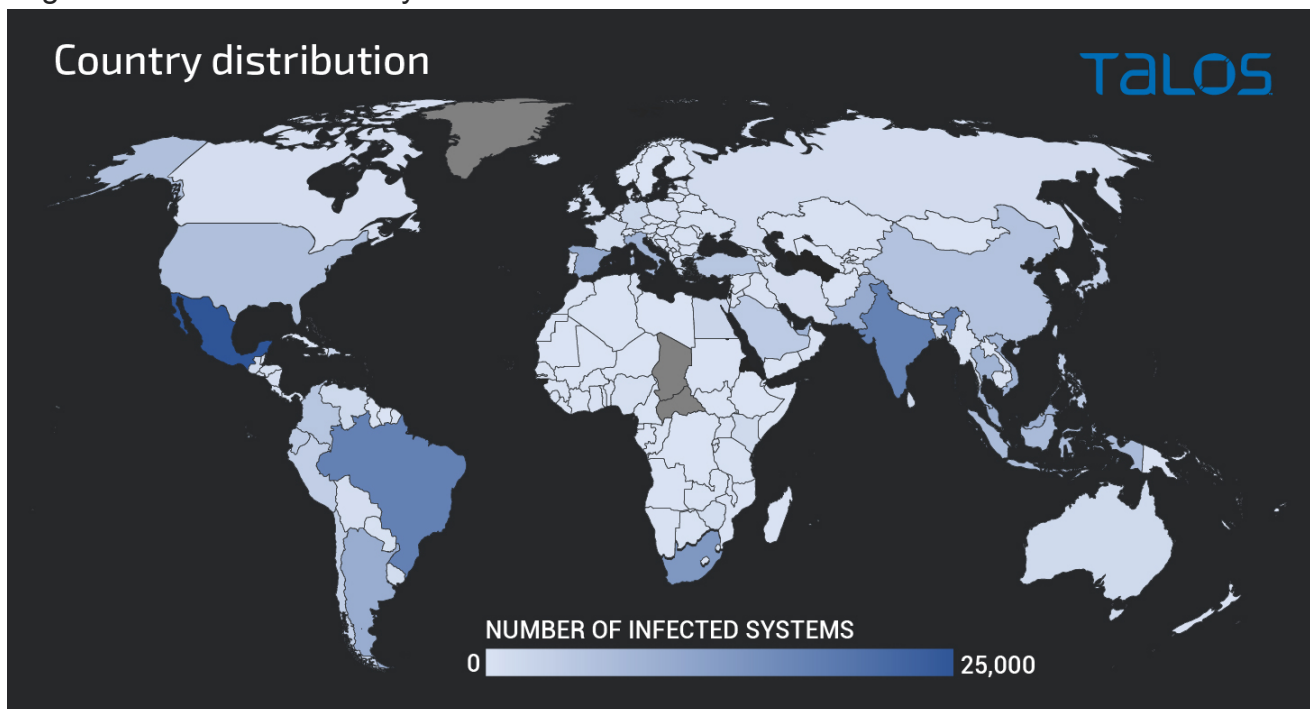 Country distribution
TALOS
NUMBER OF INFECTED SYSTEMS
0
25,000